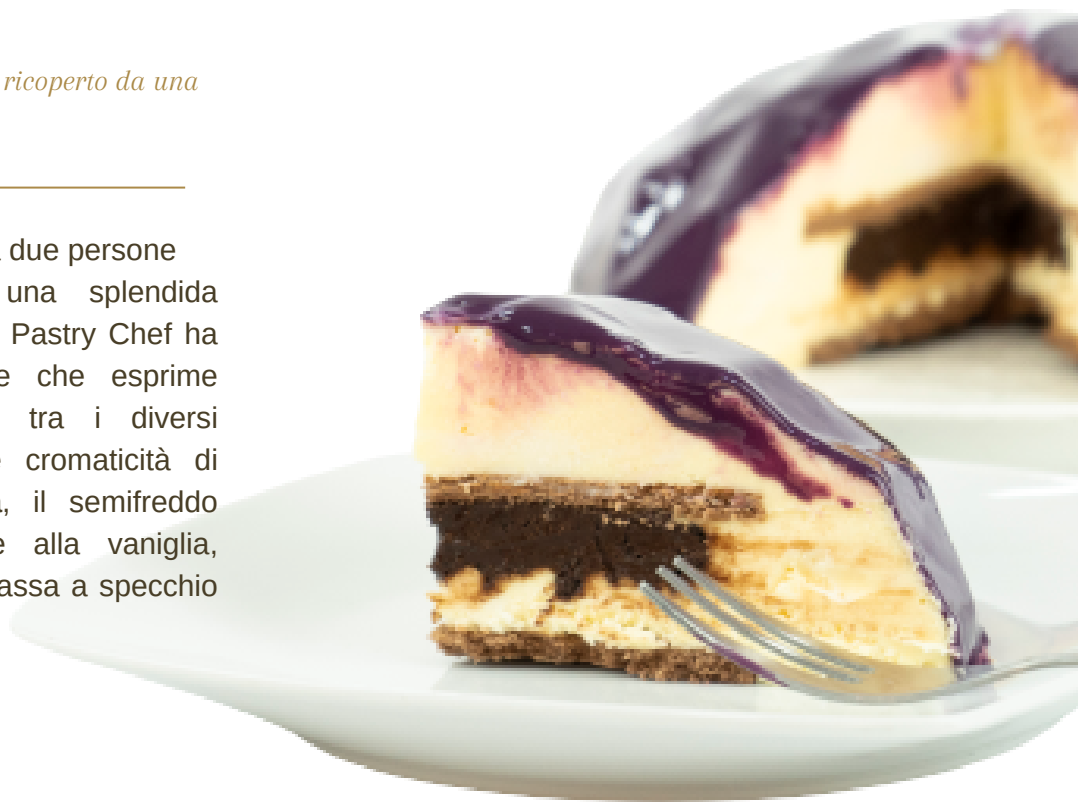 ricoperto da una
due persone
una splendida
Pastry Chef ha
e che esprime
tra i diversi
cromaticità di
il semifreddo
alla vaniglia,
a specchio